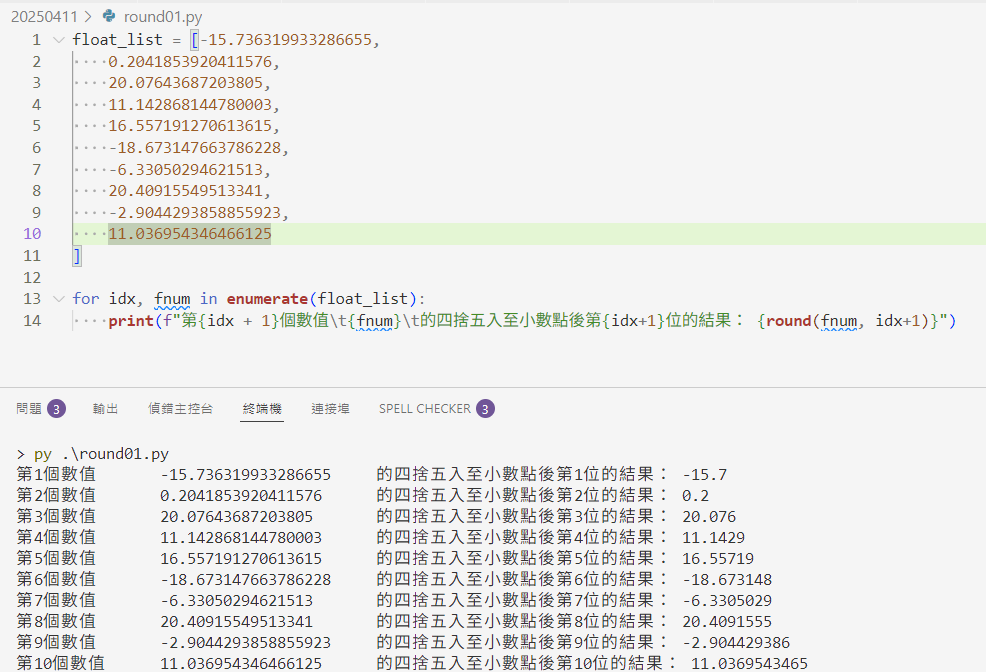 20250411 > round01.py
1 float_list = [-15.736319933286655,
2 ····0.2041853920411576,
3 ····20.07643687203805,
4 ····11.142868144780003,
5 ····16.557191270613615,
6 ····-18.673147663786228,
7 ····-6.33050294621513,
8 ····20.40915549513341,
9 ····-2.9044293858855923,
10 ····11.036954346466125
11 ]
12
13 for idx, fnum in enumerate(float_list):
14 ····print(f"第{idx + 1}個數值\t{fnum}\t的四捨五入至小數點後第{idx+1}位的結果： {round(fnum, idx+1)}")
問題 3 輸出 偵錯主控台 終端機 連接埠 SPELL CHECKER 3
> py .\round01.py
第1個數值 -15.736319933286655 的四捨五入至小數點後第1位的結果： -15.7
第2個數值 0.2041853920411576 的四捨五入至小數點後第2位的結果： 0.2
第3個數值 20.07643687203805 的四捨五入至小數點後第3位的結果： 20.076
第4個數值 11.142868144780003 的四捨五入至小數點後第4位的結果： 11.1429
第5個數值 16.557191270613615 的四捨五入至小數點後第5位的結果： 16.55719
第6個數值 -18.673147663786228 的四捨五入至小數點後第6位的結果： -18.673148
第7個數值 -6.33050294621513 的四捨五入至小數點後第7位的結果： -6.3305029
第8個數值 20.40915549513341 的四捨五入至小數點後第8位的結果： 20.4091555
第9個數值 -2.9044293858855923 的四捨五入至小數點後第9位的結果： -2.904429386
第10個數值 11.036954346466125 的四捨五入至小數點後第10位的結果： 11.0369543465